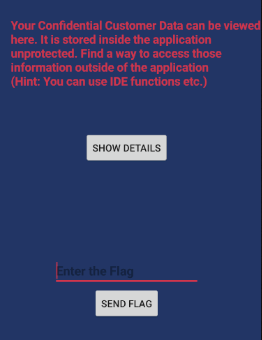 Your Confidential Customer Data can be viewed
here. It is stored inside the application
unprotected. Find a way to access those
information outside of the application
(Hint: You can use IDE functions etc.)
SHOW DETAILS
Enter the Flag
SEND FLAG